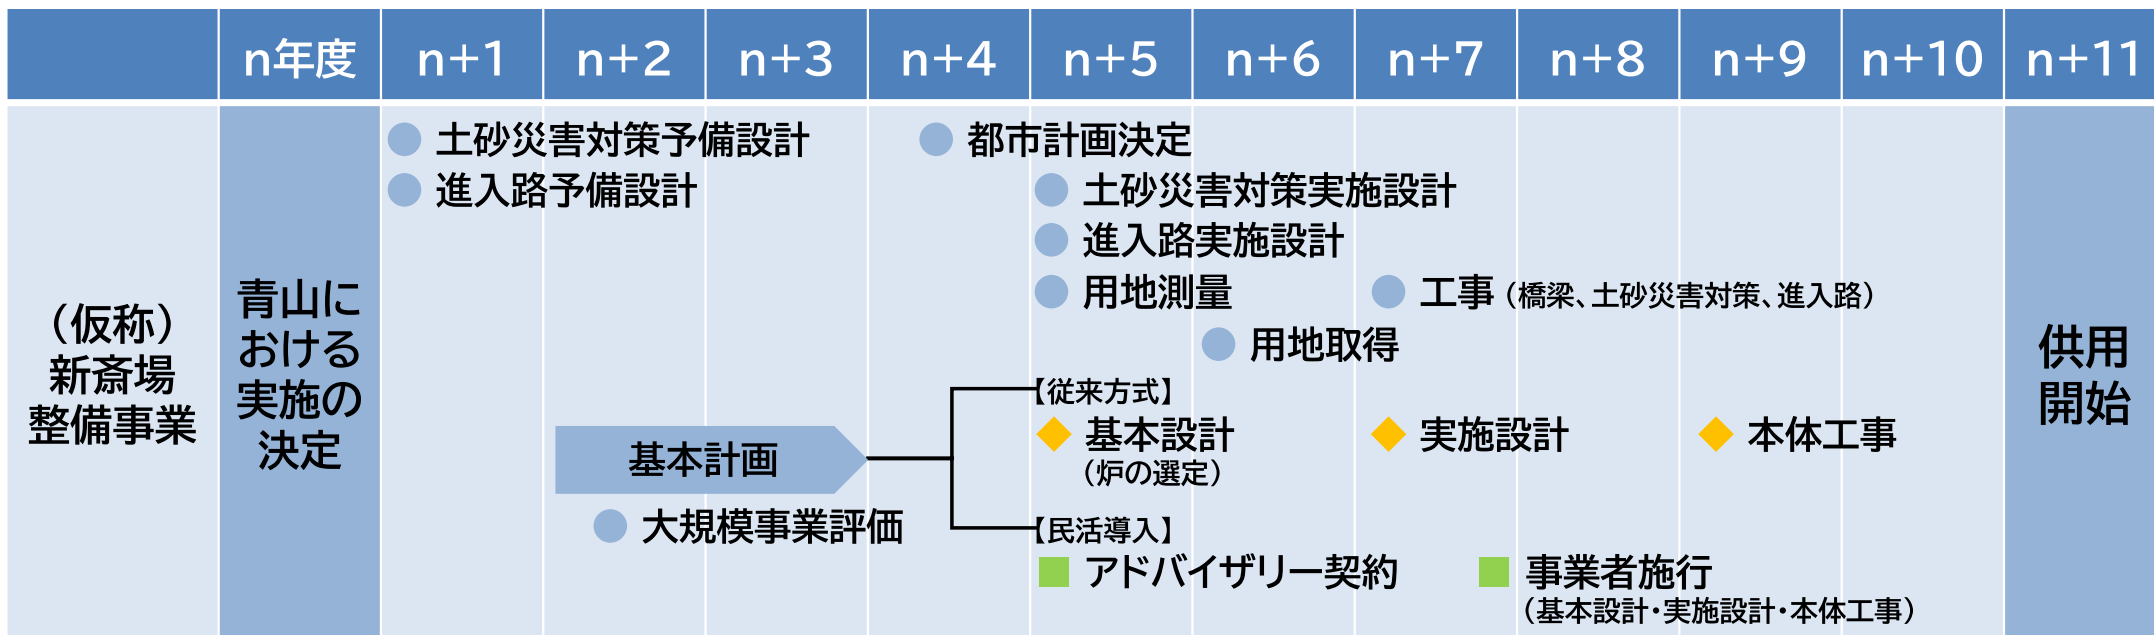 n年度 n+1 n+2 n+3 n+4 n+5 n+6 n+7 n+8 n+9 n+10 n+11
（仮称）
新斎場
整備事業
青山に
おける
実施の
決定
土砂災害対策予備設計
進入路予備設計
都市計画決定
土砂災害対策実施設計
進入路実施設計
用地測量
工事（橋梁、土砂災害対策、進入路）
用地取得
基本計画
大規模事業評価
【従来方式】
基本設計
（炉の選定）
実施設計
本体工事
【民活導入】
アドバイザリー契約
事業者施行
（基本設計・実施設計・本体工事）
供用
開始